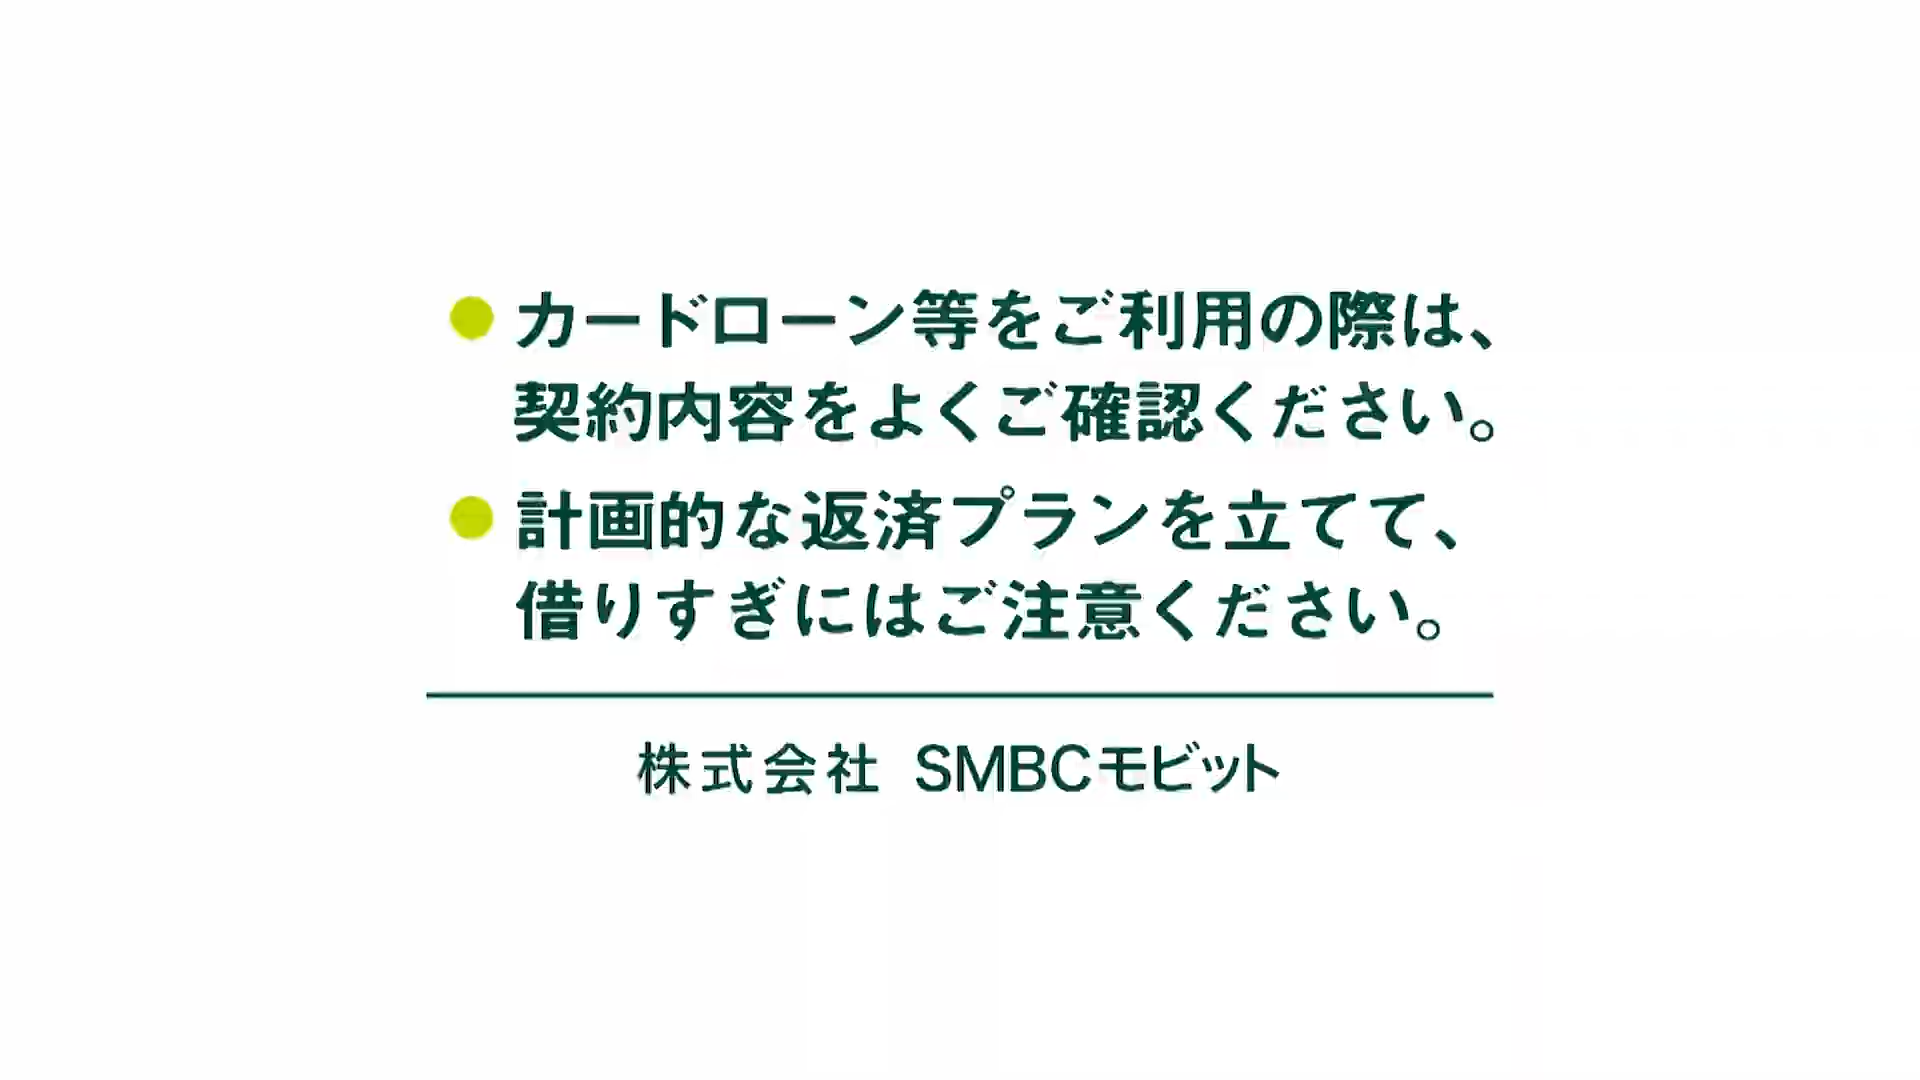 ●カードローン等をご利用の際は、
契約内容をよくご確認ください。
●計画的な返済プランを立てて、
借りすぎにはご注意ください。
株式会社 SMBCモビット